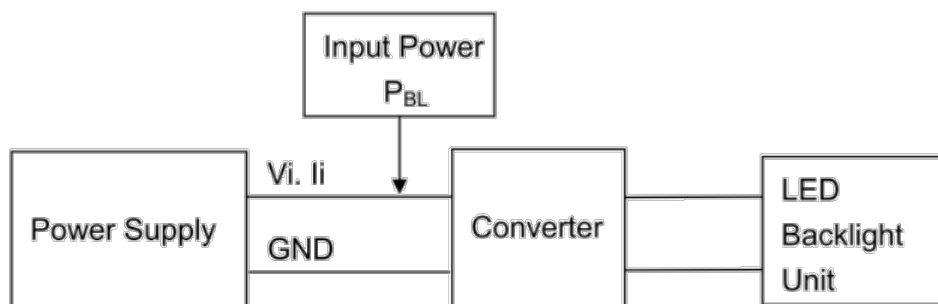 Input Power
PBL
Vi. Ii
Power Supply
GND
Converter
LED
Backlight
Unit